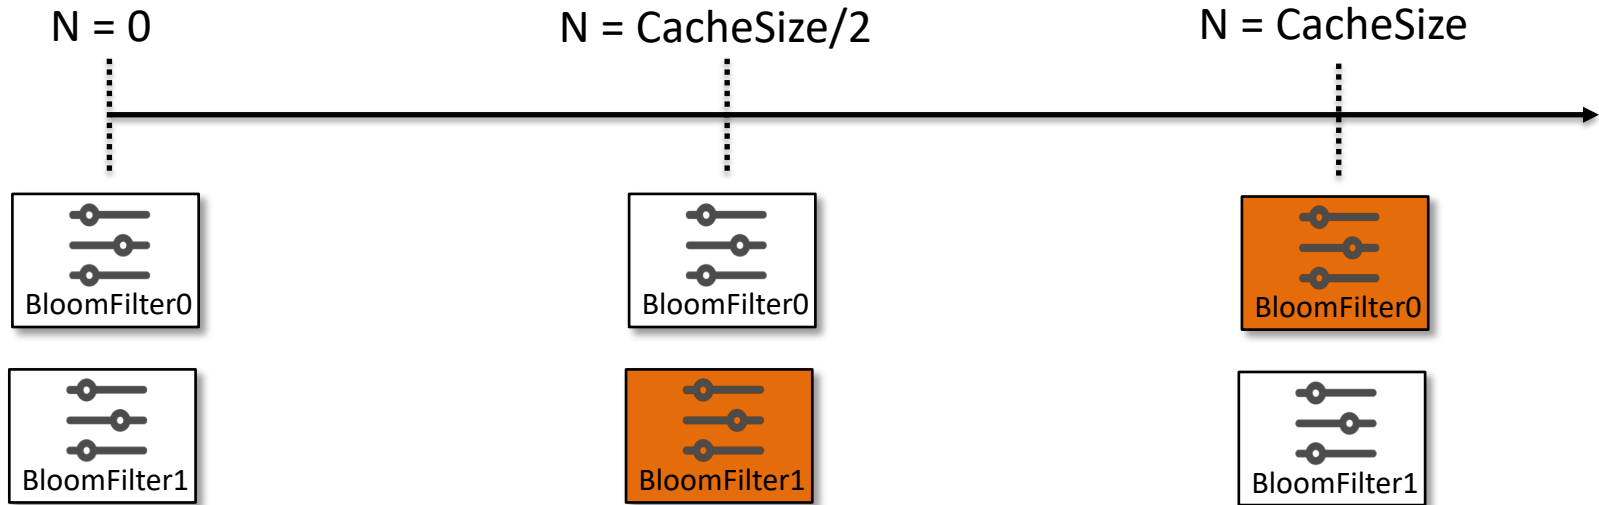 N = 0
N = CacheSize/2
N = CacheSize
BloomFilter0
BloomFilter0
BloomFilter0
BloomFilter1
BloomFilter1
BloomFilter1